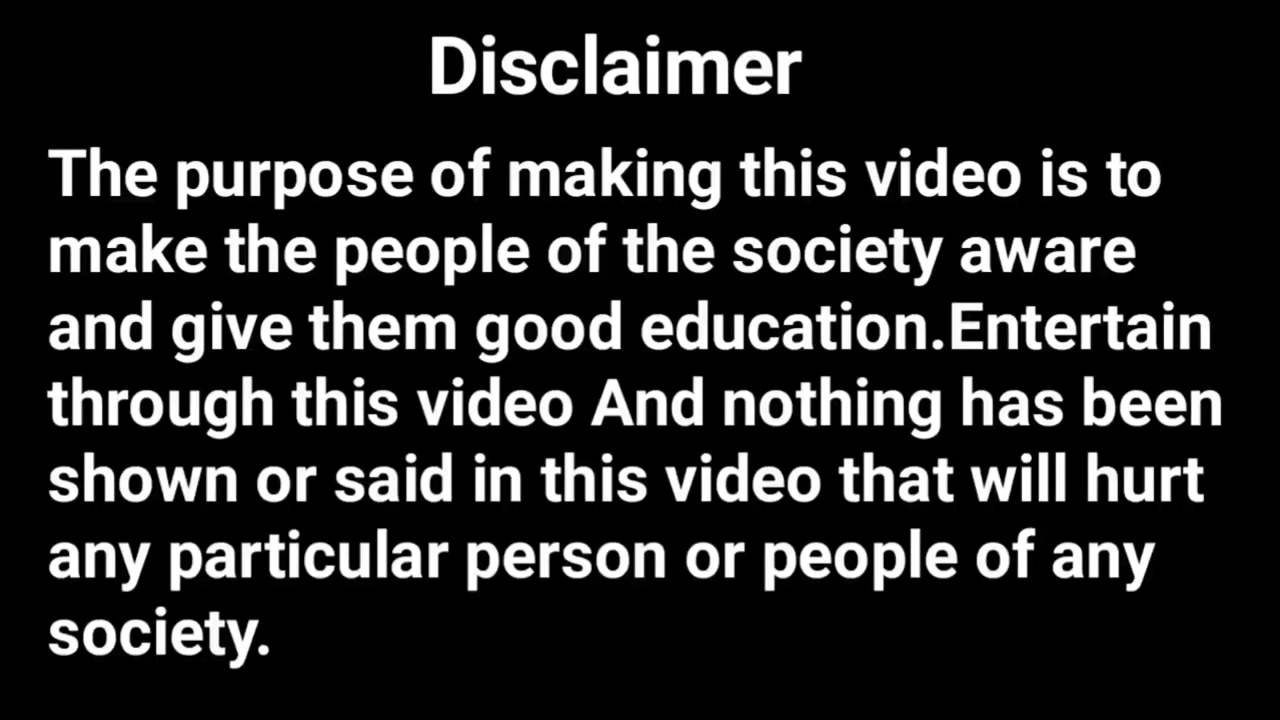 Disclaimer
The purpose of making this video is to
make the people of the society aware
and give them good education.Entertain
through this video And nothing has been
shown or said in this video that will hurt
any particular person or people of any
society.